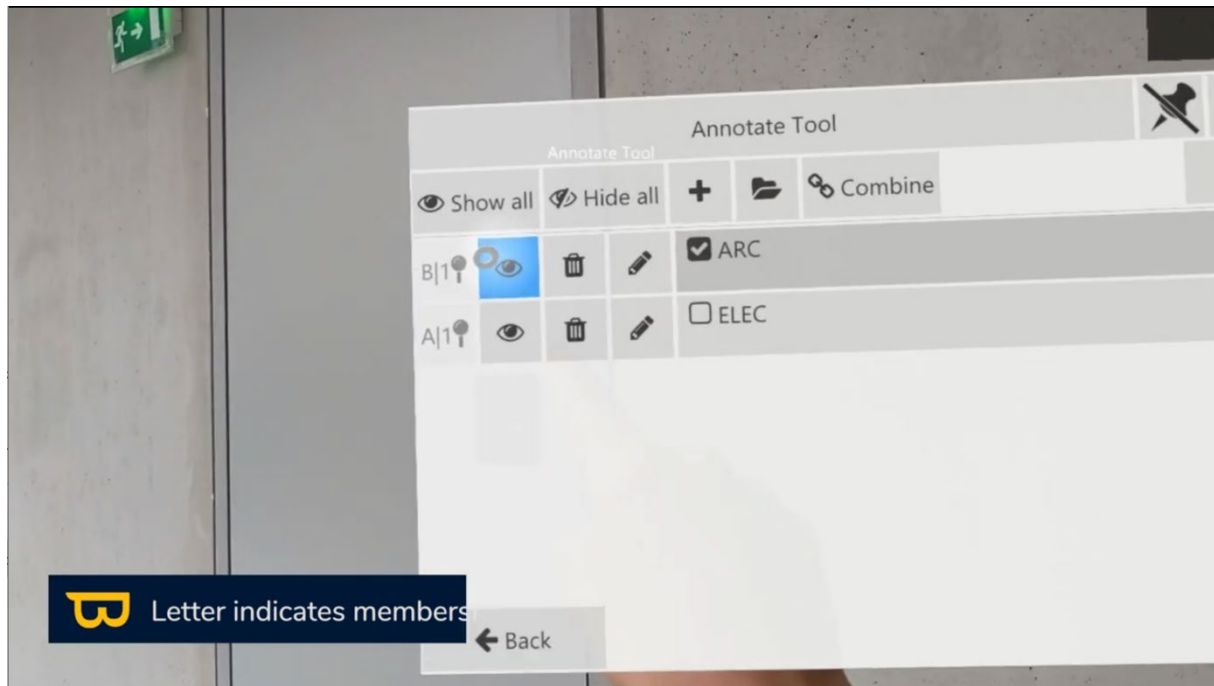 Annotate Tool
Annotate Tool
Show all Hide all Combine
B|1 ARC
A|1 ELEC
Letter indicates members
Back